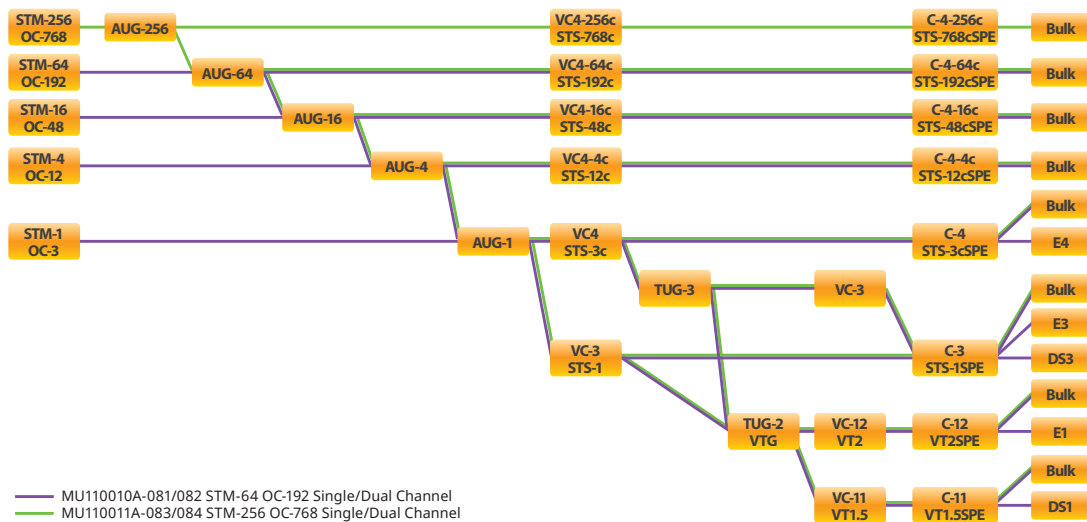 STM-256
OC-768
AUG-256
VC4-256c
STS-768c
C-4-256c
STS-768cSPE
Bulk
STM-64
OC-192
AUG-64
VC4-64c
STS-192c
C-4-64c
STS-192cSPE
Bulk
STM-16
OC-48
AUG-16
VC4-16c
STS-48c
C-4-16c
STS-48cSPE
Bulk
STM-4
OC-12
AUG-4
VC4-4c
STS-12c
C-4-4c
STS-12cSPE
Bulk
STM-1
OC-3
AUG-1
VC4
STS-3c
C-4
STS-3cSPE
Bulk
E4
TUG-3
VC-3
Bulk
E3
VC-3
STS-1
C-3
STS-1SPE
DS3
Bulk
TUG-2
VTG
VC-12
VT2
C-12
VT2SPE
E1
Bulk
VC-11
VT1.5
C-11
VT1.5SPE
DS1
MU110010A-081/082 STM-64 OC-192 Single/Dual Channel
MU110011A-083/084 STM-256 OC-768 Single/Dual Channel